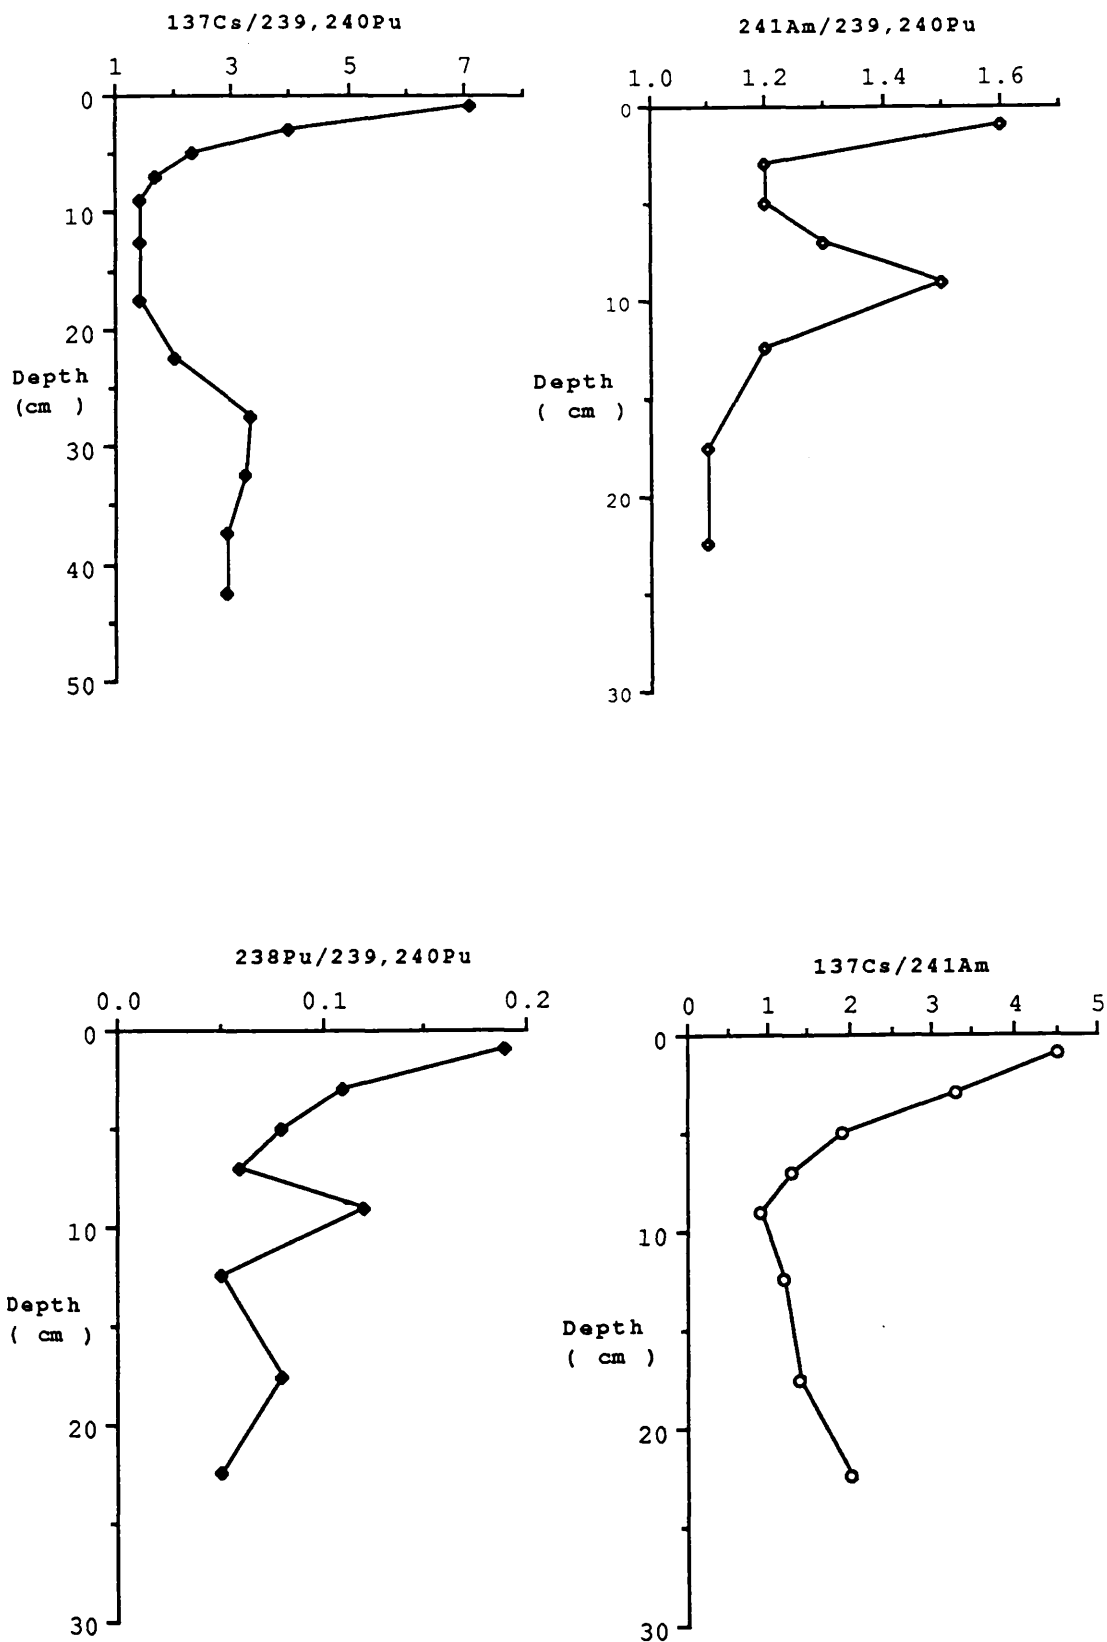 137Cs/239,240Pu
1 3 5 7
0
10
20
Depth
(cm )
30
40
50
241Am/239,240Pu
1.0 1.2 1.4 1.6
0
10
Depth
( cm )
20
30
238Pu/239,240Pu
0.0 0.1 0.2
0
10
Depth
( cm )
20
30
137Cs/241Am
0 1 2 3 4 5
0
10
Depth
( cm )
20
30